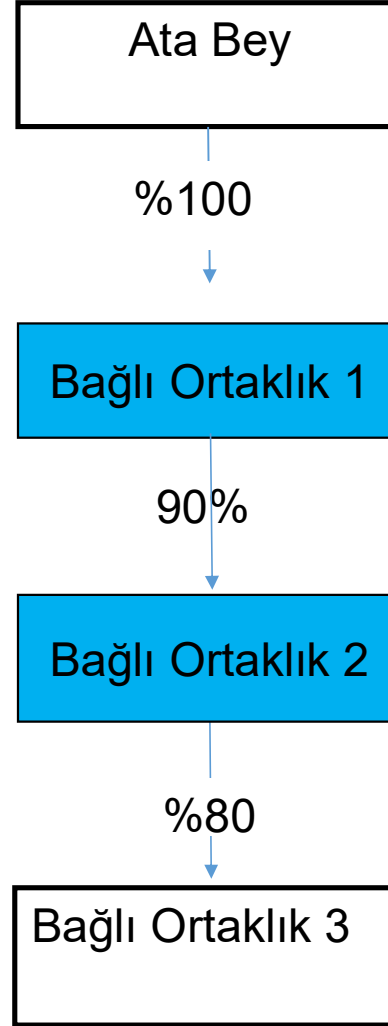 Ata Bey
%100
Bağlı Ortaklık 1
90%
Bağlı Ortaklık 2
%80
Bağlı Ortaklık 3